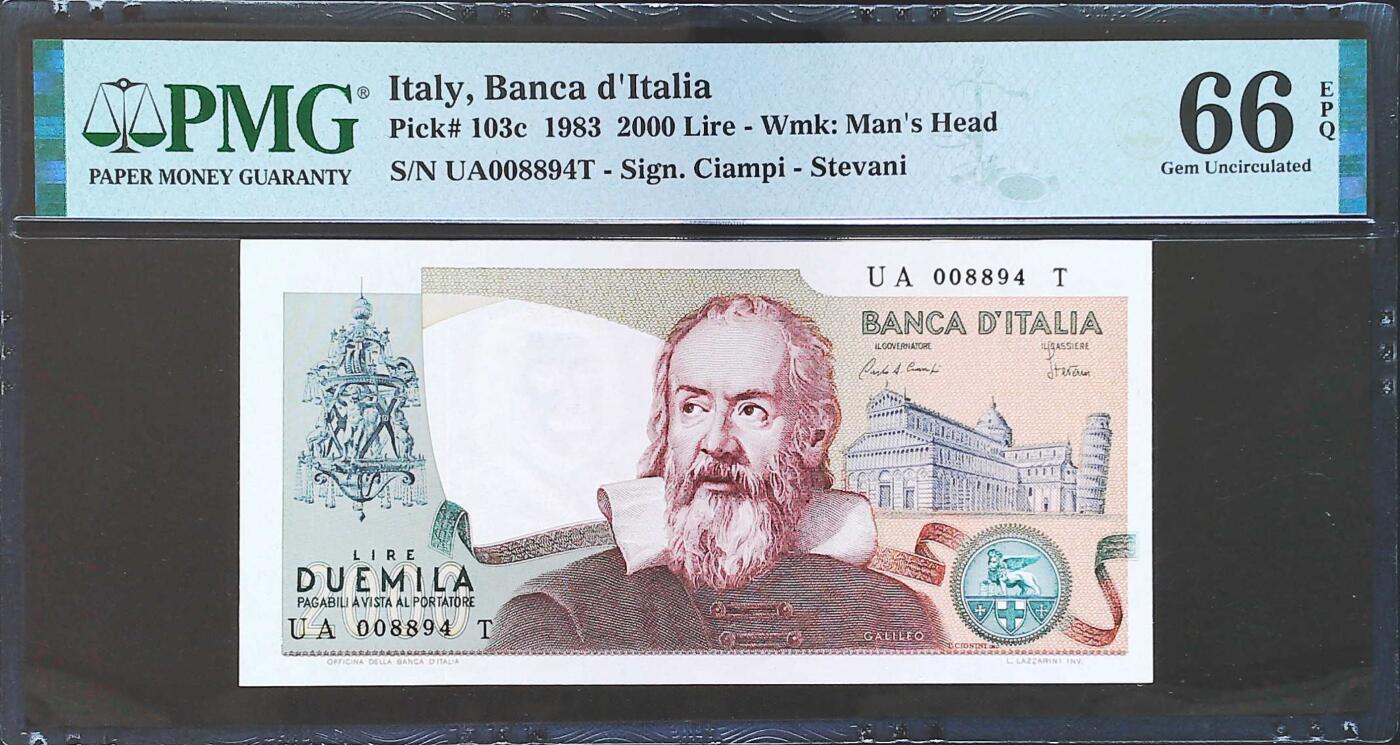 PMG®
PAPER MONEY GUARANTY
Italy, Banca d'Italia
Pick# 103c 1983 2000 Lire - Wmk: Man's Head
S/N UA008894T - Sign. Ciampi - Stevani
66 EPQ
Gem Uncirculated
UA 008894 T
BANCA D'ITALIA
IL GOVERNATORE IL CASSIERE
LIRE
2000
DUEMILA
PAGABILI A VISTA AL PORTATORE
UA 008894 T
GALILEO
OFFICINA DELLA BANCA D'ITALIA
L. LAZZARINI INV.